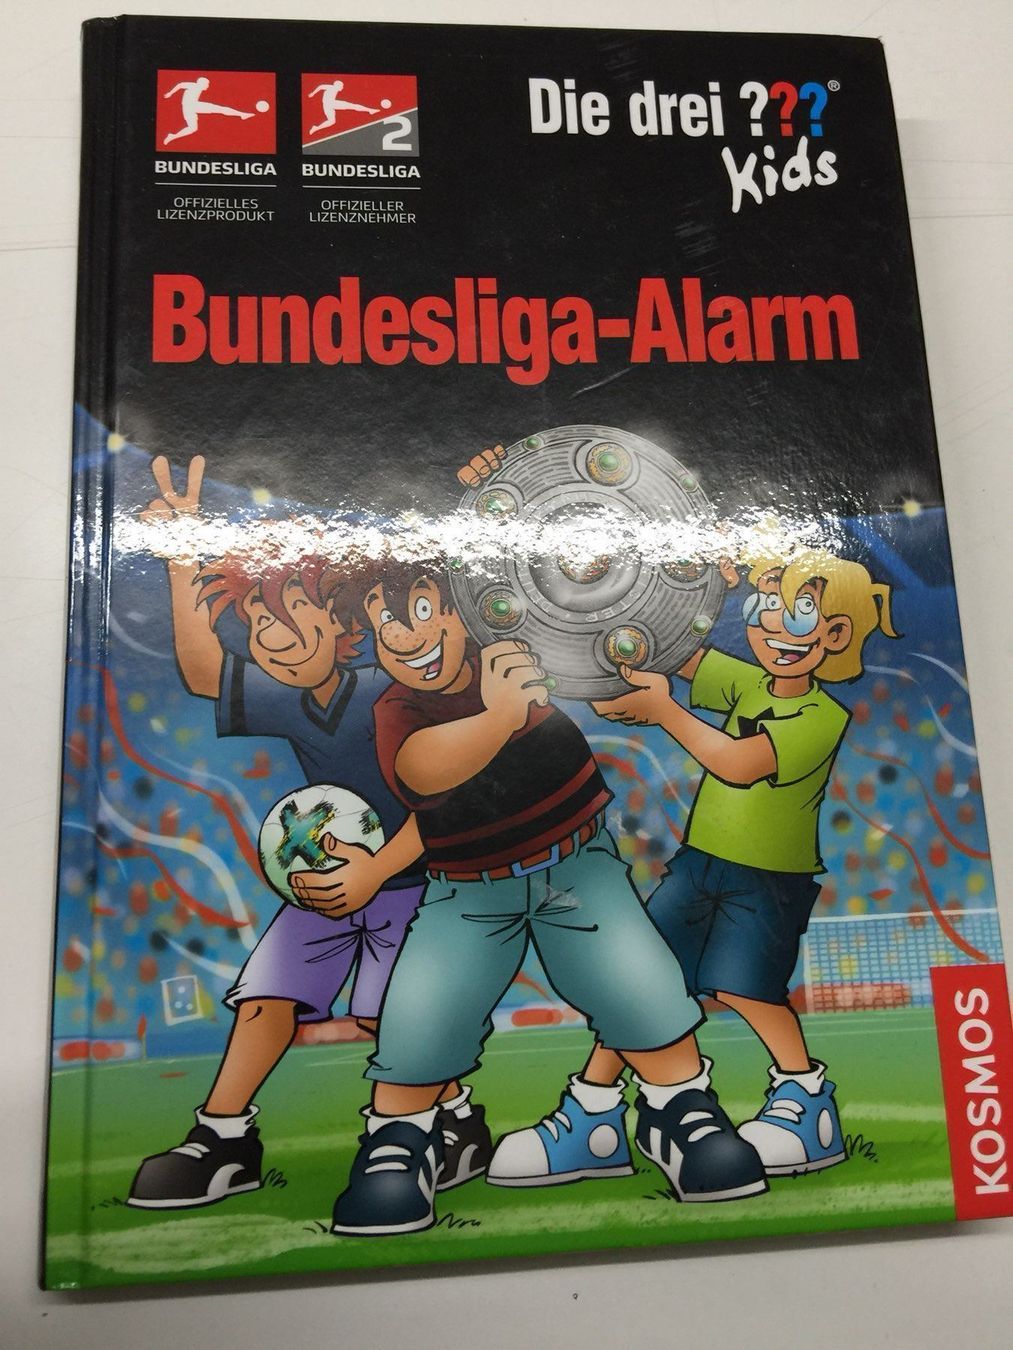 BUNDESLIGA
OFFIZIELLES
LIZENZPRODUKT
2
BUNDESLIGA
OFFIZIELLER
LIZENZNEHMER
Die drei ???®
Kids
Bundesliga-Alarm
KOSMOS